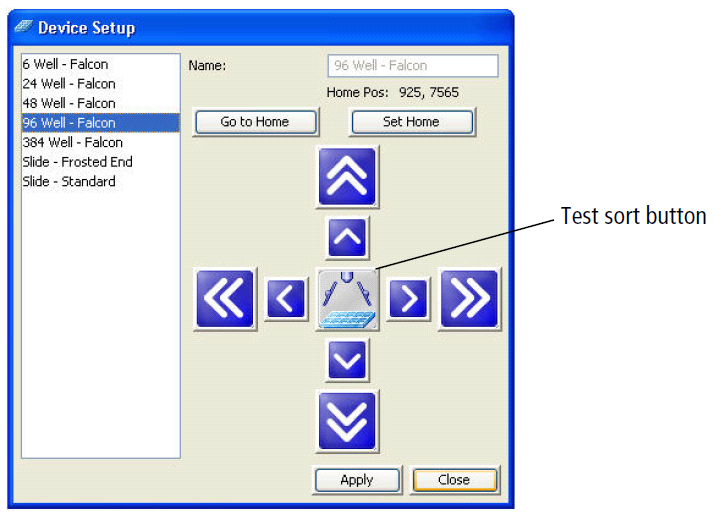 Device Setup
6 Well - Falcon
24 Well - Falcon
48 Well - Falcon
96 Well - Falcon
384 Well - Falcon
Slide - Frosted End
Slide - Standard
Name:
96 Well - Falcon
Home Pos: 925, 7565
Go to Home
Set Home
Test sort button
Apply
Close